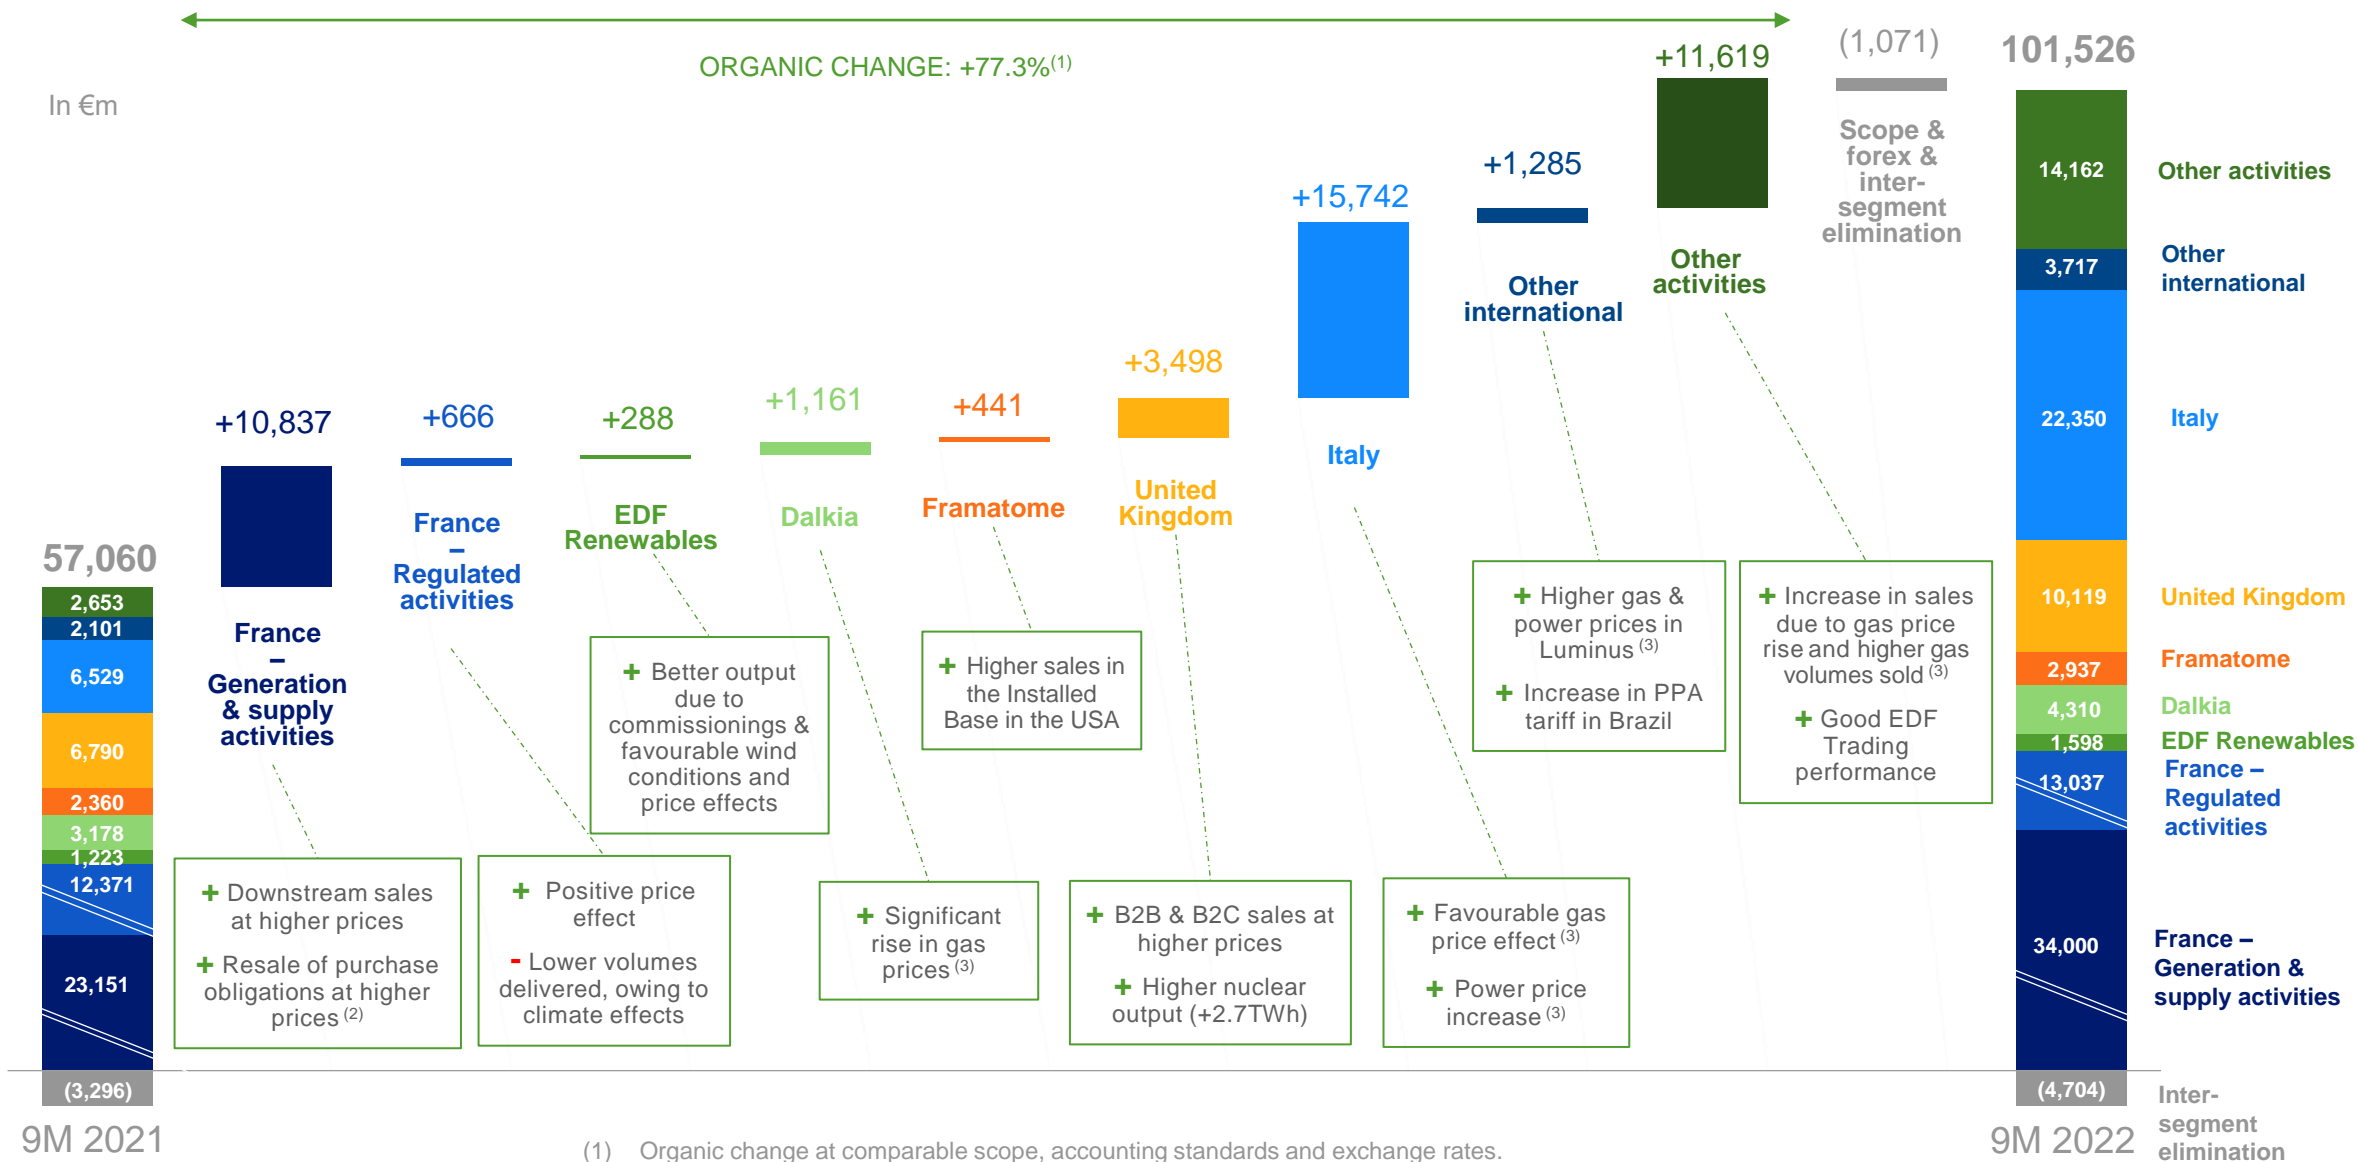 ORGANIC CHANGE: +77.3%(1)
In €m
57,060
2,653
2,101
6,529
6,790
2,360
3,178
1,223
12,371
23,151
(3,296)
9M 2021
+10,837
France
–
Generation
& supply
activities
+ Downstream sales
at higher prices
+ Resale of purchase
obligations at higher
prices (2)
+666
France
–
Regulated
activities
+ Positive price
effect
- Lower volumes
delivered, owing to
climate effects
+288
EDF
Renewables
+ Better output
due to
commissionings &
favourable wind
conditions and
price effects
+1,161
Dalkia
+ Significant
rise in gas
prices (3)
+441
Framatome
+ Higher sales in
the Installed
Base in the USA
+3,498
United
Kingdom
+ B2B & B2C sales at
higher prices
+ Higher nuclear
output (+2.7TWh)
+15,742
Italy
+ Favourable gas
price effect (3)
+ Power price
increase (3)
+1,285
Other
international
+ Higher gas &
power prices in
Luminus (3)
+ Increase in PPA
tariff in Brazil
+11,619
Other
activities
+ Increase in sales
due to gas price
rise and higher gas
volumes sold (3)
+ Good EDF
Trading
performance
(1,071)
Scope &
forex &
inter-
segment
elimination
101,526
14,162
3,717
22,350
10,119
2,937
4,310
1,598
13,037
34,000
(4,704)
9M 2022
Other activities
Other
international
Italy
United Kingdom
Framatome
Dalkia
EDF Renewables
France –
Regulated
activities
France –
Generation &
supply activities
Inter-
segment
elimination
(1) Organic change at comparable scope, accounting standards and exchange rates.